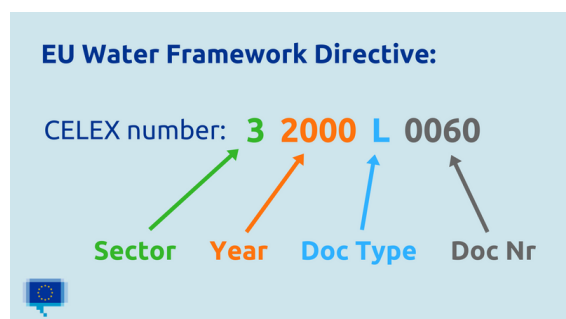 EU Water Framework Directive:
CELEX number: 3 2000 L 0060
Sector Year Doc Type Doc Nr